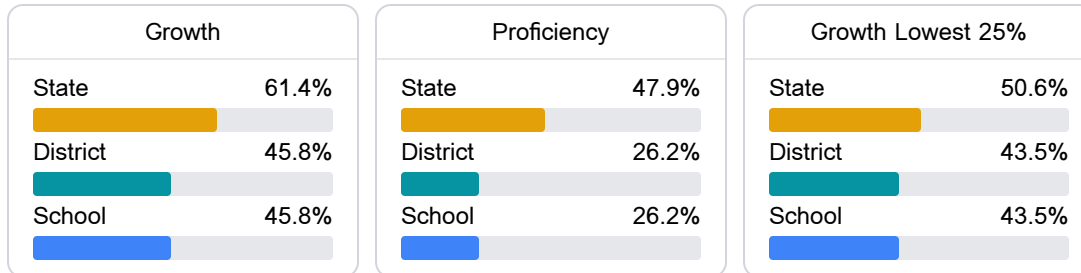 Growth
State 61.4%
District 45.8%
School 45.8%
Proficiency
State 47.9%
District 26.2%
School 26.2%
Growth Lowest 25%
State 50.6%
District 43.5%
School 43.5%